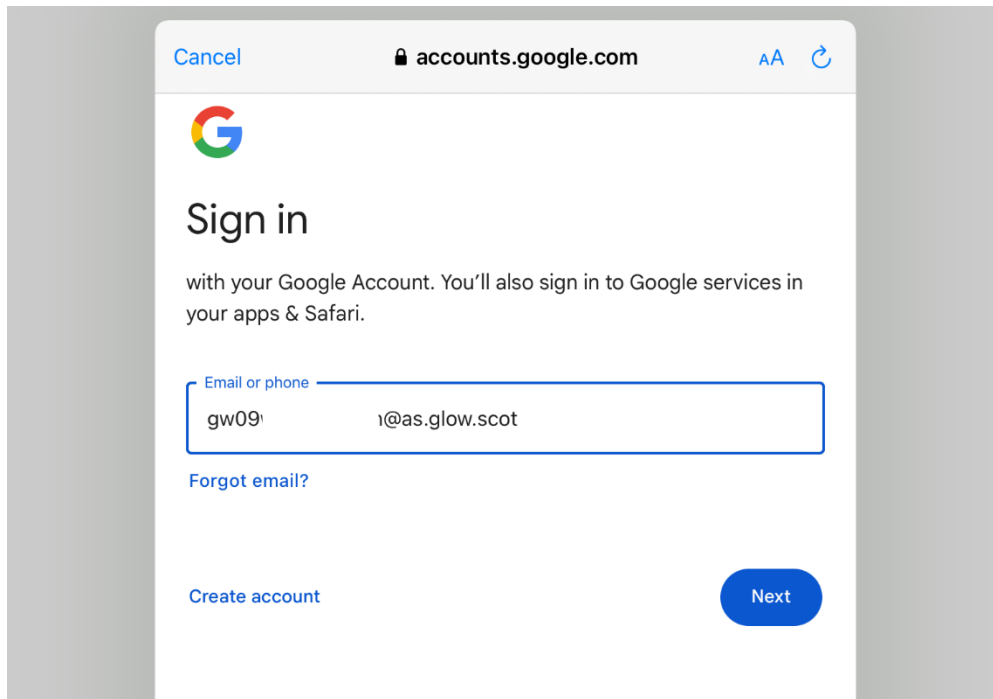 Cancel accounts.google.com AA
Sign in
with your Google Account. You’ll also sign in to Google services in
your apps & Safari.
Email or phone
gw09 @as.glow.scot
Forgot email?
Create account Next